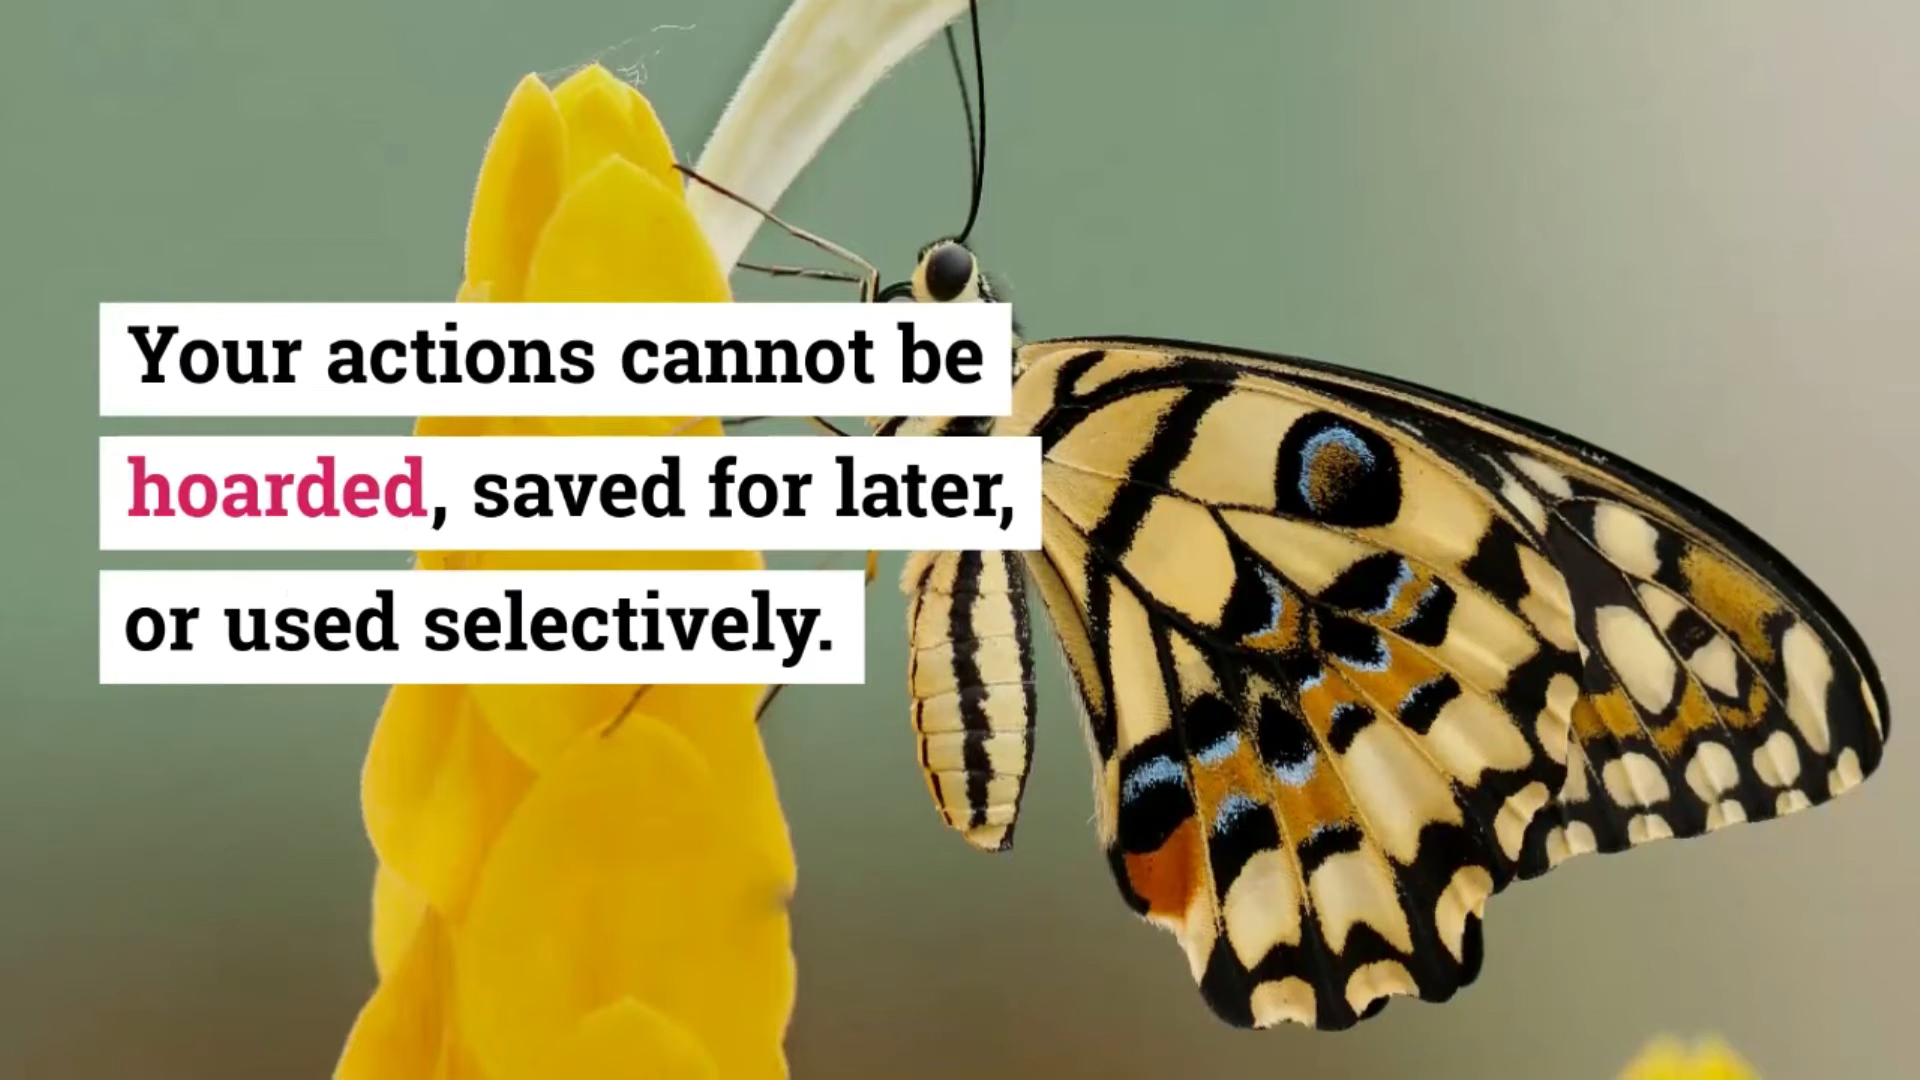 Your actions cannot be
hoarded, saved for later,
or used selectively.